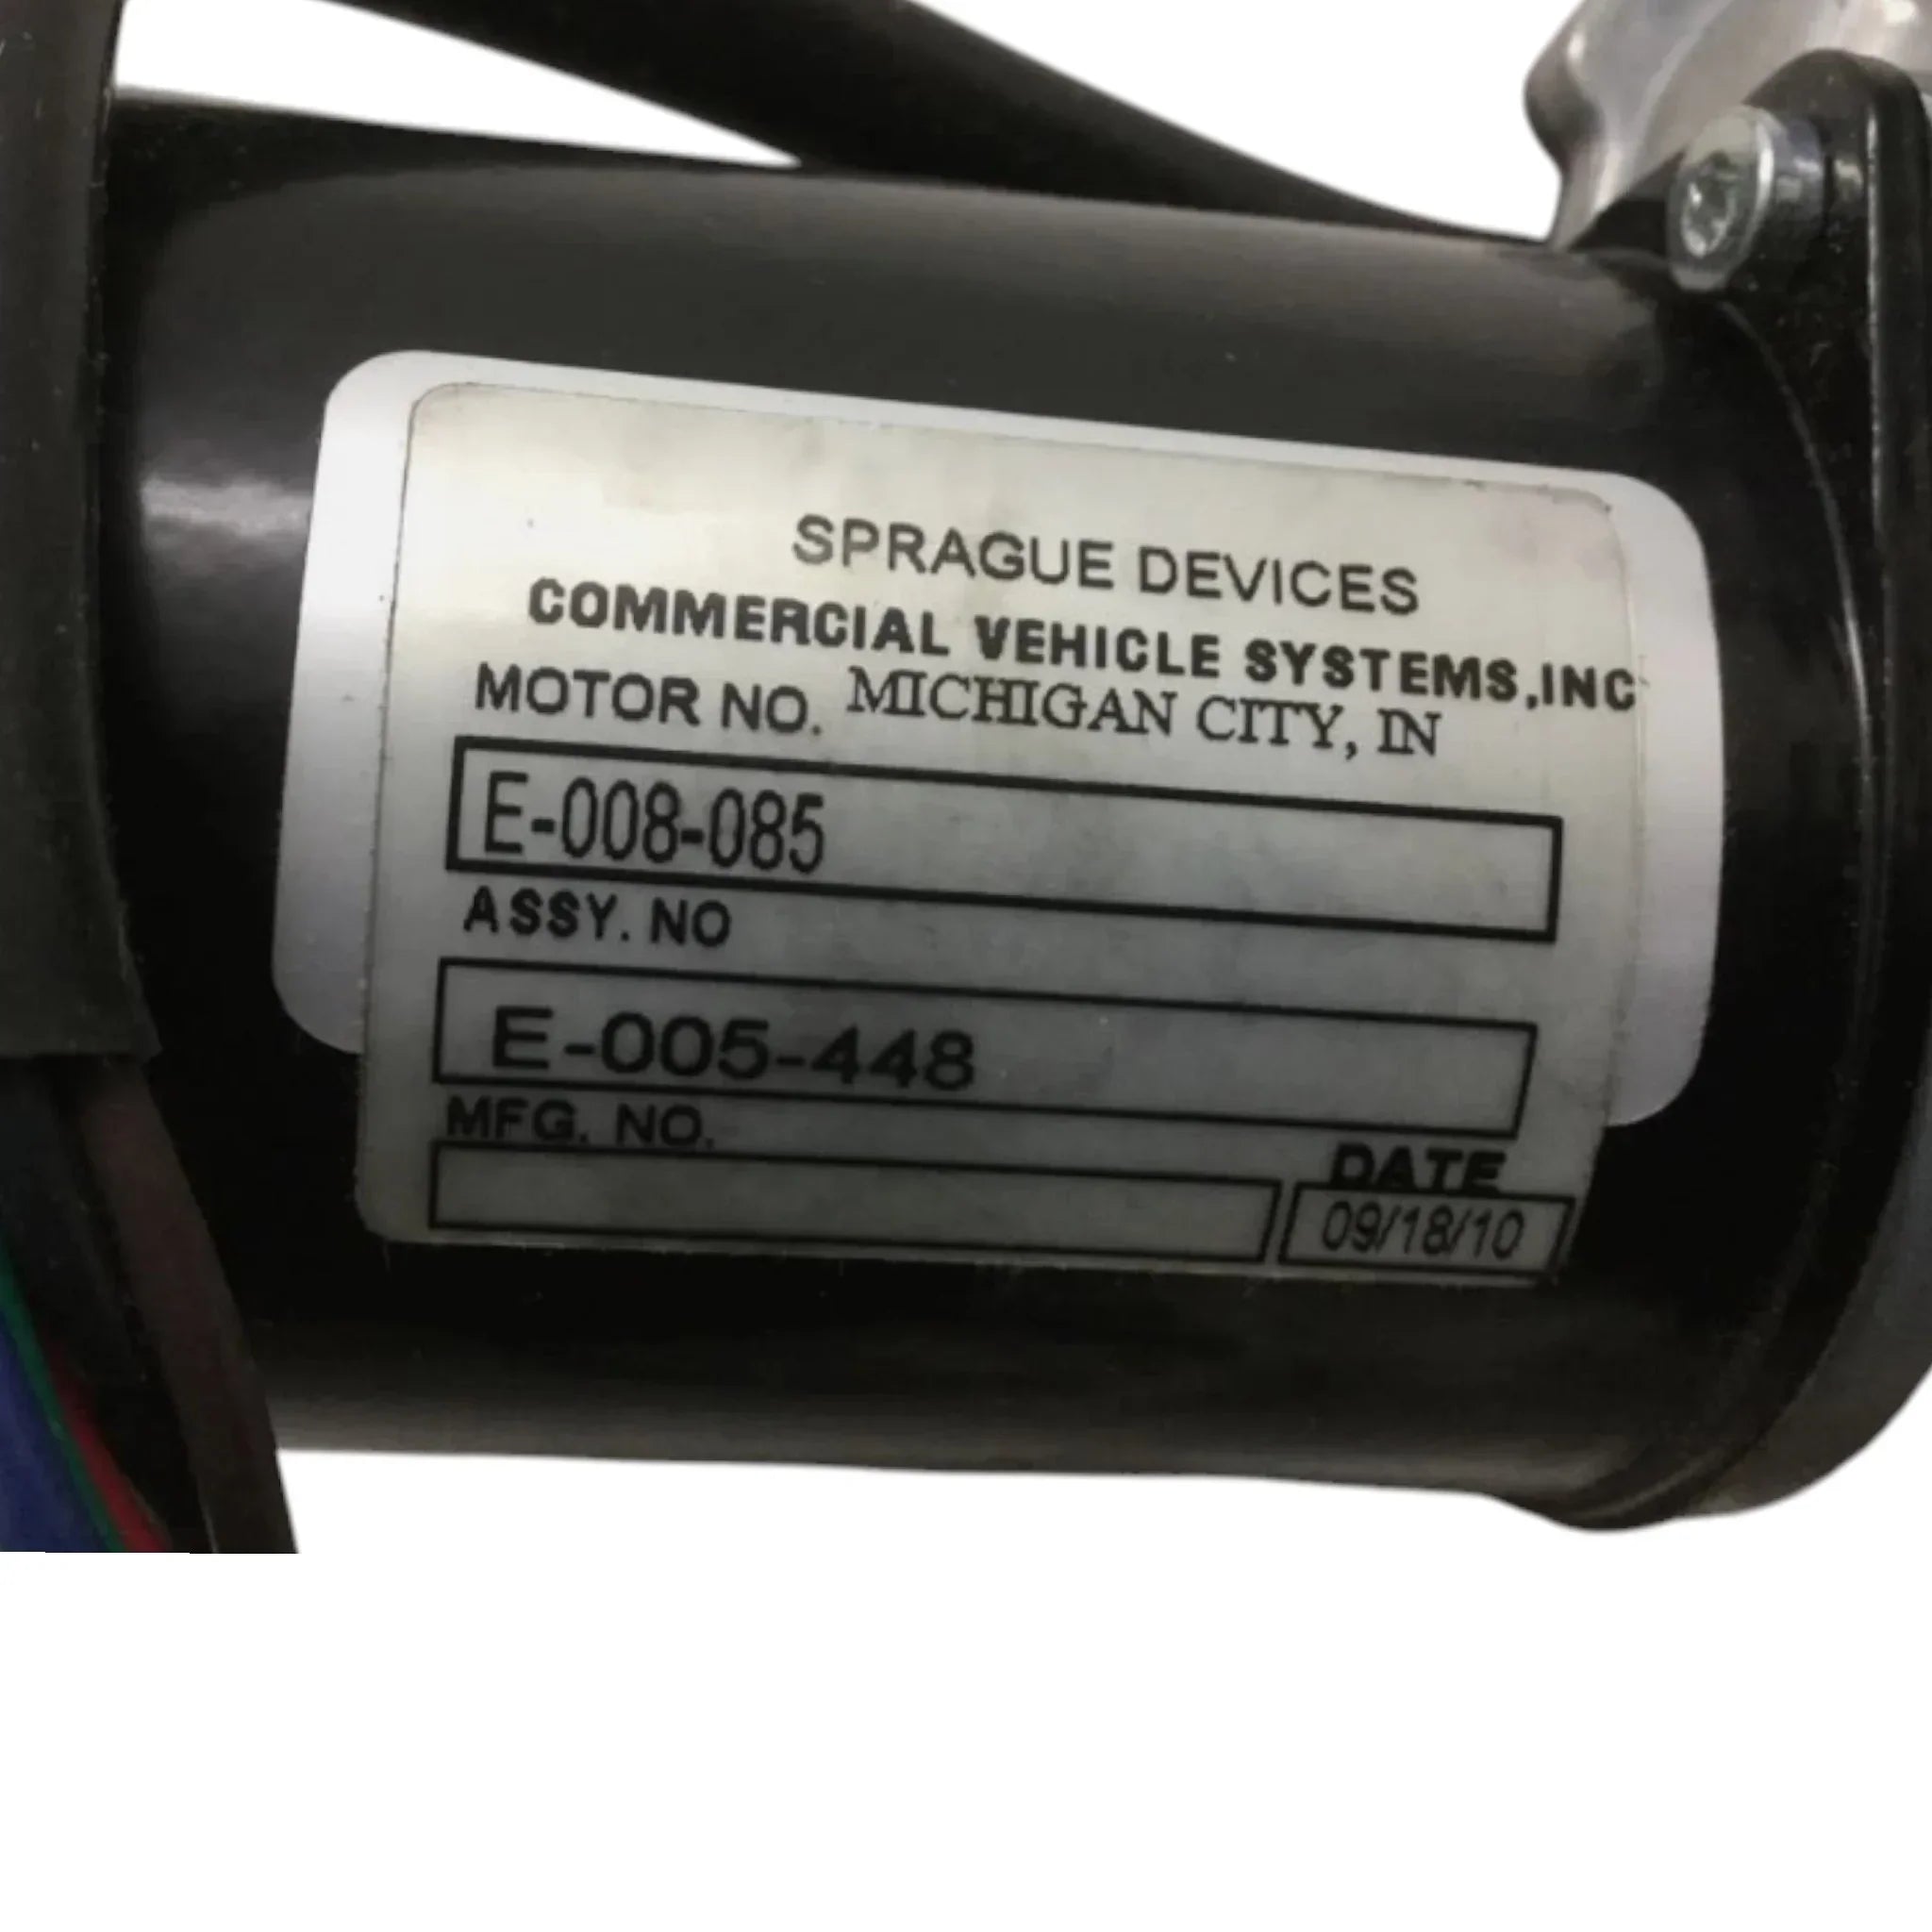 SPRAGUE DEVICES
COMMERCIAL VEHICLE SYSTEMS,INC
MOTOR NO. MICHIGAN CITY, IN
E-008-085
ASSY. NO
E-005-448
MFG. NO.
DATE
09/18/10